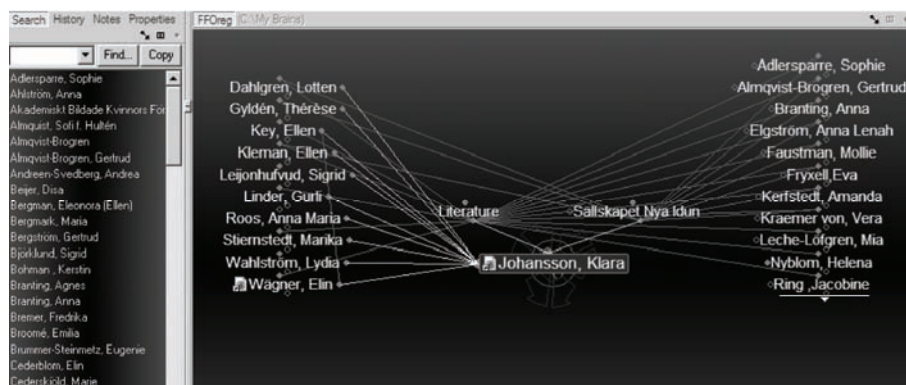 Search History Notes Properties
FFOreg (C:\My Brains)
Find... Copy
Adlersparre, Sophie
Ahlström, Anna
Akademiskt Bildade Kvinnors För
Almquist, Sofi f. Hultén
Almqvist-Brogren
Almqvist-Brogren, Gertrud
Andreen-Svedberg, Andrea
Beijer, Disa
Bergman, Eleonora (Ellen)
Bergmark, Maria
Bergström, Gertrud
Björklund, Sigrid
Bohman , Kerstin
Branting, Agnes
Branting, Anna
Bremer, Fredrika
Broomé, Emilia
Brummer-Steinmetz, Eugenie
Cederblom, Elin
Cederskjöld, Marie
Dahlgren, Lotten
Gyldén, Thérèse
Key, Ellen
Kleman, Ellen
Leijonhufvud, Sigrid
Linder, Gurli
Roos, Anna Maria
Stiernstedt, Marika
Wahlström, Lydia
Wägner, Elin
Literature
Sällskapet Nya Idun
Johansson, Klara
Adlersparre, Sophie
Almqvist-Brogren, Gertrud
Branting, Anna
Elgström, Anna Lenah
Faustman, Mollie
Fryxell,Eva
Kerfstedt, Amanda
Kraemer von, Vera
Leche-Löfgren, Mia
Nyblom, Helena
Ring ,Jacobine